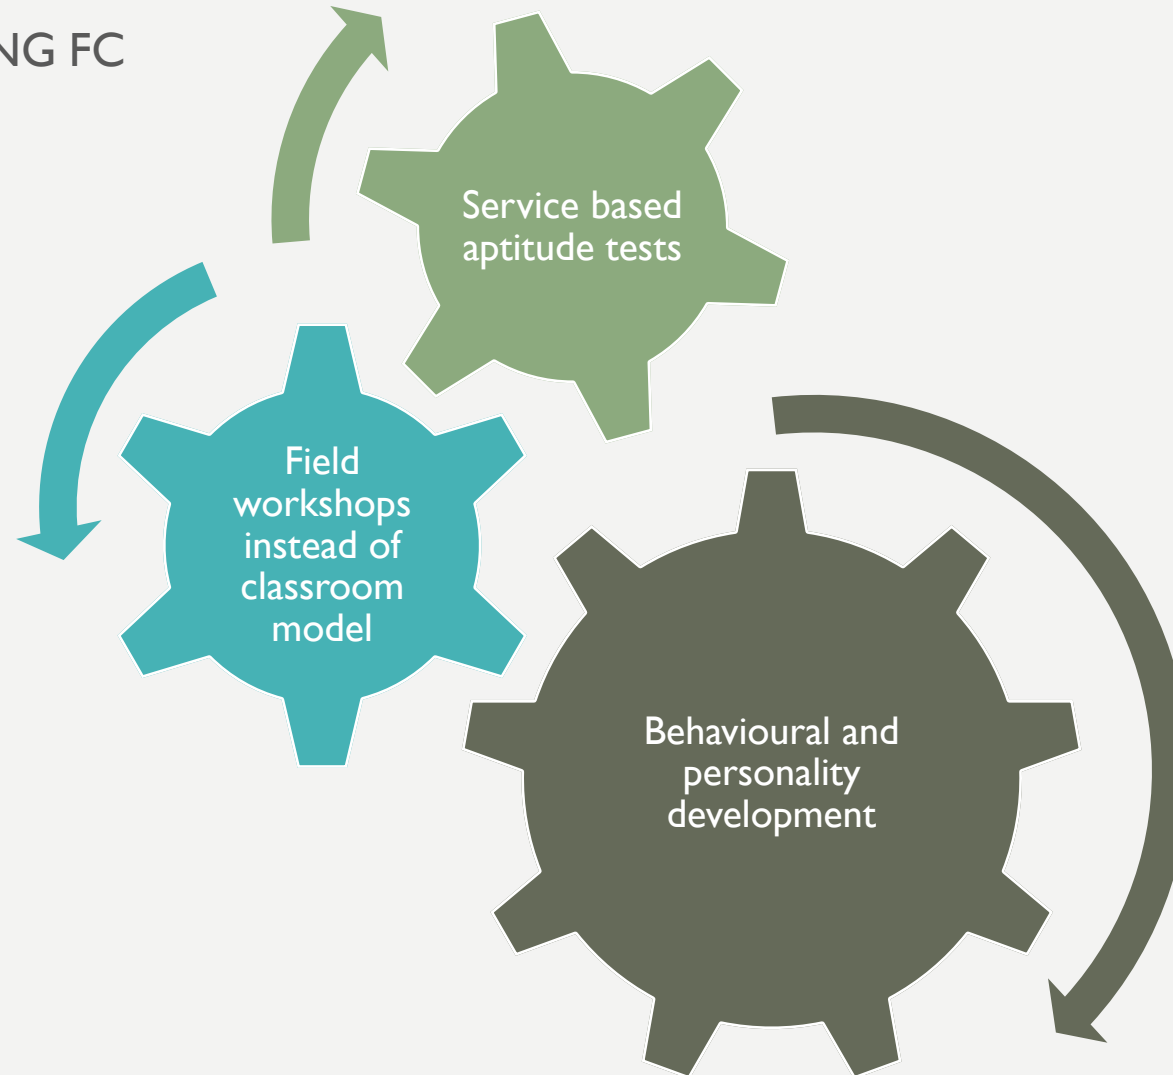 NG FC
Service based
aptitude tests
Field
workshops
instead of
classroom
model
Behavioural and
personality
development